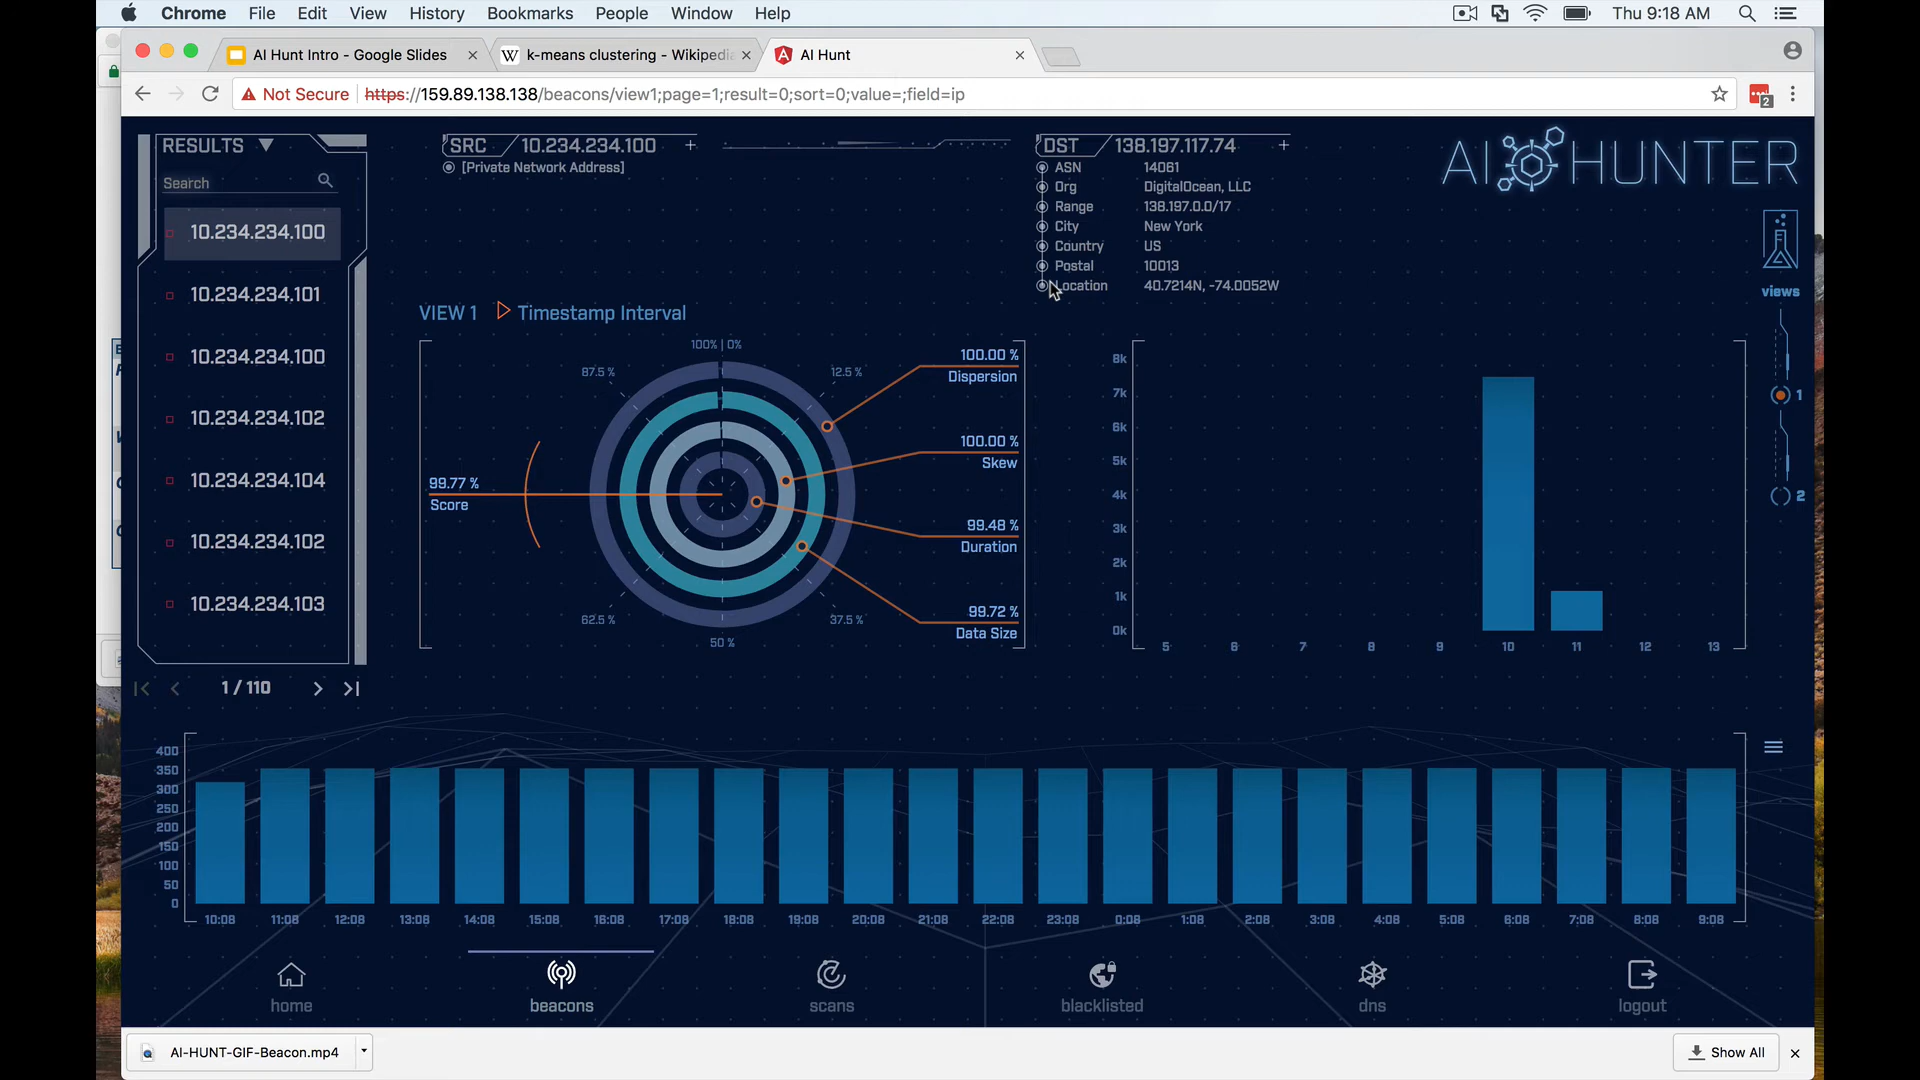 Chrome File Edit View History Bookmarks People Window Help
Thu 9:18 AM
AI Hunt Intro - Google Slides
k-means clustering - Wikipedia
AI Hunt
Not Secure
https://159.89.138.138/beacons/view1;page=1;result=0;sort=0;value=;field=ip
2
RESULTS
Search
10.234.234.100
10.234.234.101
10.234.234.100
10.234.234.102
10.234.234.104
10.234.234.102
10.234.234.103
1 / 110
SRC 10.234.234.100 +
[Private Network Address]
DST 138.197.117.74 +
ASN 14061
Org DigitalOcean, LLC
Range 138.197.0.0/17
City New York
Country US
Postal 10013
Location 40.7214N, -74.0052W
AI HUNTER
views
1
2
VIEW 1 Timestamp Interval
100% | 0%
87.5 %
12.5 %
62.5 %
37.5 %
50 %
99.77 %
Score
100.00 %
Dispersion
100.00 %
Skew
99.48 %
Duration
99.72 %
Data Size
8k
7k
6k
5k
4k
3k
2k
1k
0k
5 6 7 8 9 10 11 12 13
400
350
300
250
200
150
100
50
0
10:08 11:08 12:08 13:08 14:08 15:08 16:08 17:08 18:08 19:08 20:08 21:08 22:08 23:08 0:08 1:08 2:08 3:08 4:08 5:08 6:08 7:08 8:08 9:08
home
beacons
scans
blacklisted
dns
logout
AI-HUNT-GIF-Beacon.mp4
Show All